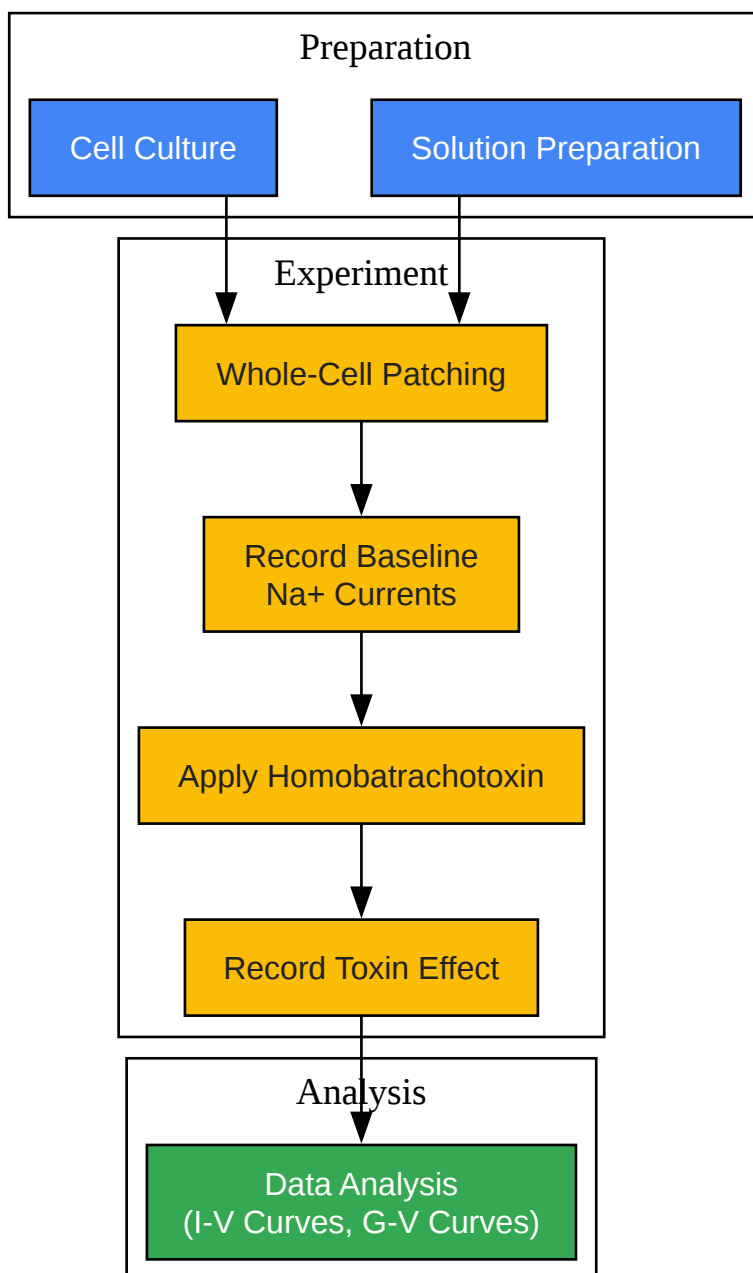 Preparation
Cell Culture
Solution Preparation
Experiment
Whole-Cell Patching
Record Baseline
Na+ Currents
Apply Homobatrachotoxin
Record Toxin Effect
Analysis
Data Analysis
(I-V Curves, G-V Curves)